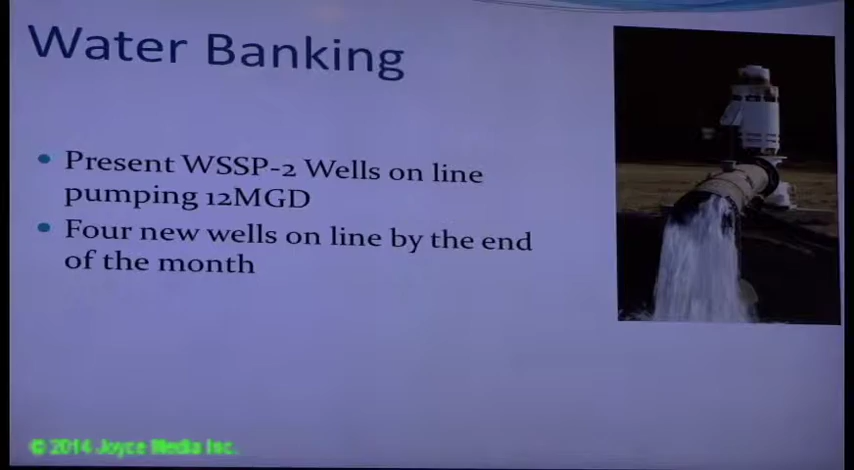 Water Banking
• Present WSSP-2 Wells on line
pumping 12MGD
• Four new wells on line by the end
of the month
© 2014 Joyce Media Inc.